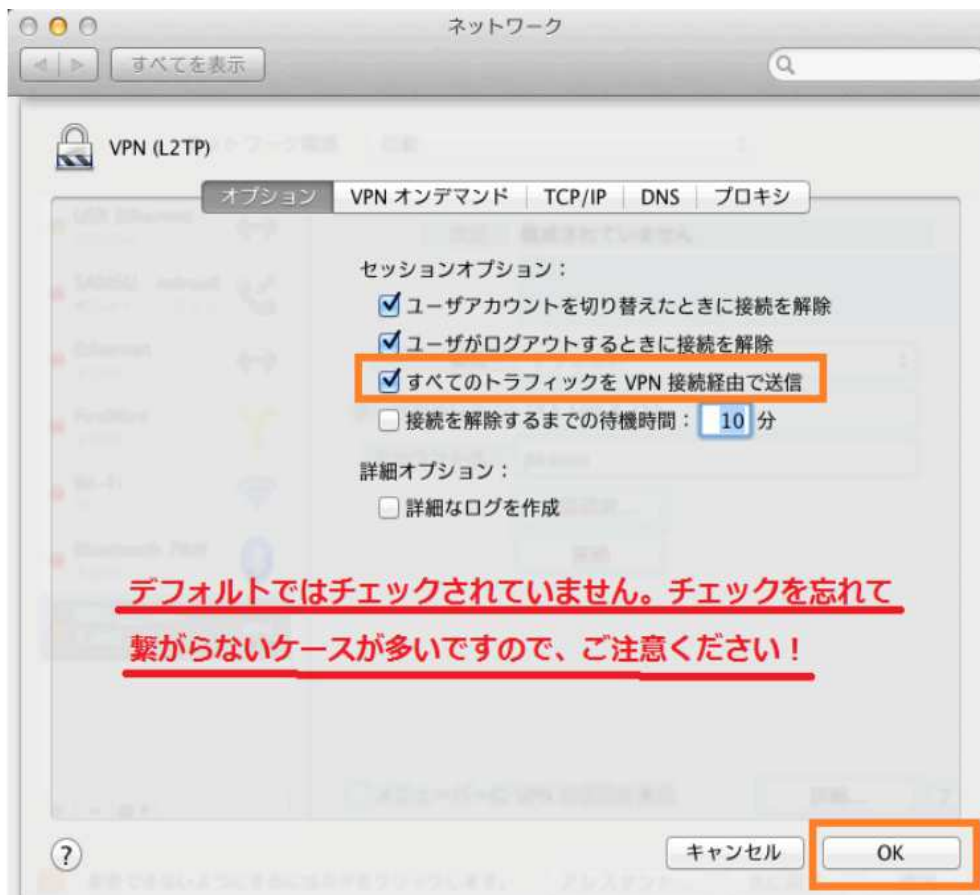 ネットワーク
すべてを表示
VPN (L2TP)
オプション VPN オンデマンド TCP/IP DNS プロキシ
セッションオプション：
ユーザアカウントを切り替えたときに接続を解除
ユーザがログアウトするときに接続を解除
すべてのトラフィックを VPN 接続経由で送信
接続を解除するまでの待機時間： 10 分
詳細オプション：
詳細なログを作成
デフォルトではチェックされていません。チェックを忘れて
繋がらないケースが多いですので、ご注意ください！
? キャンセル OK